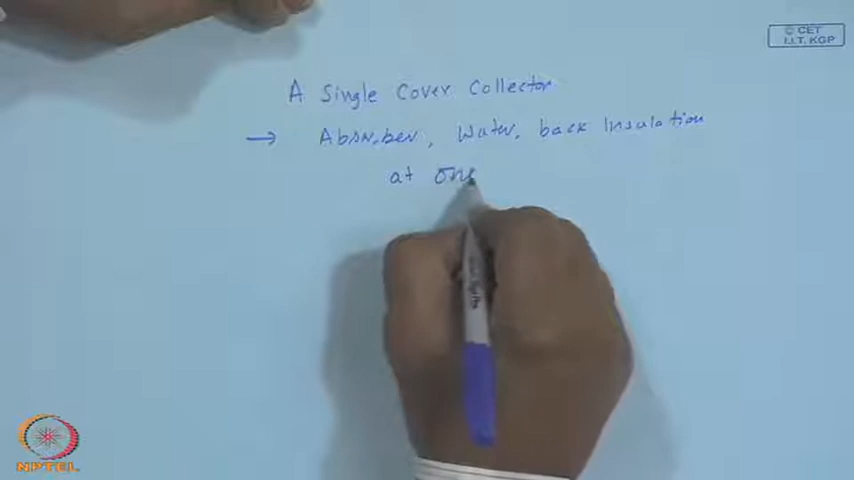 © CET
I.I.T. KGP
A Single Cover Collector
→ Absorber, Water, back Insulation
at one
NPTEL